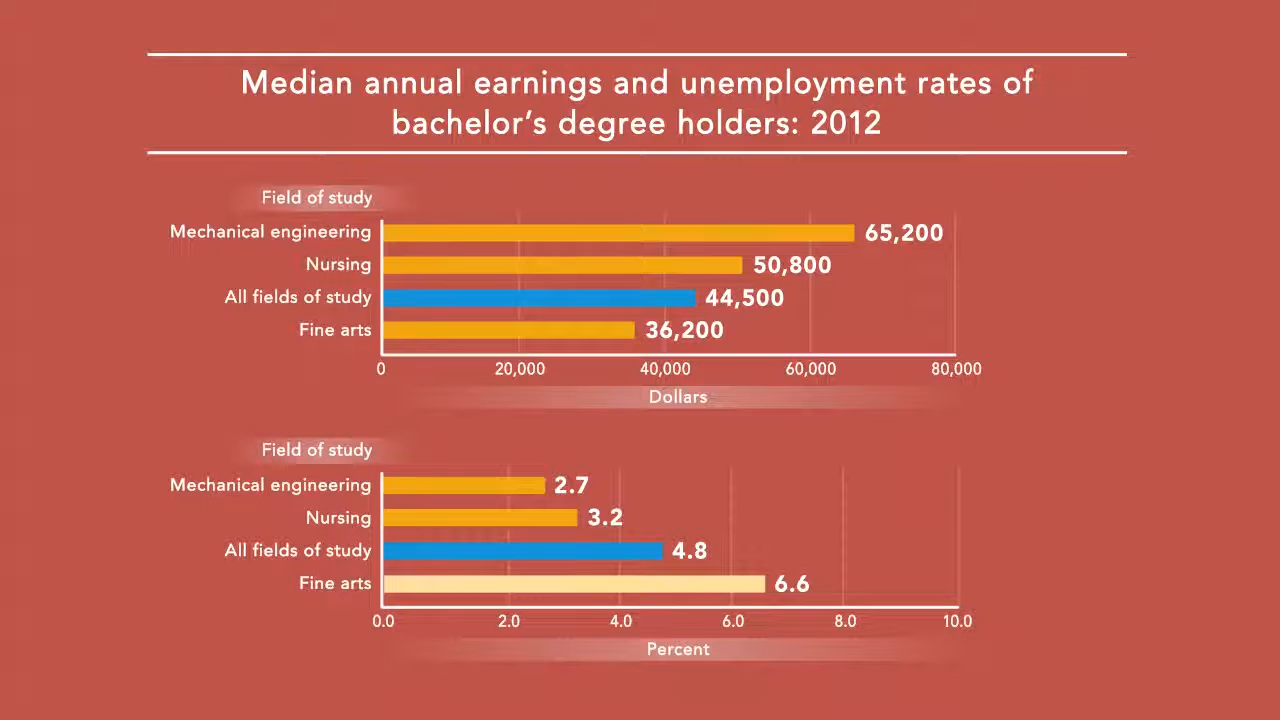 Median annual earnings and unemployment rates of
bachelor's degree holders: 2012
Field of study
Mechanical engineering 65,200
Nursing 50,800
All fields of study 44,500
Fine arts 36,200
0 20,000 40,000 60,000 80,000
Dollars
Field of study
Mechanical engineering 2.7
Nursing 3.2
All fields of study 4.8
Fine arts 6.6
0.0 2.0 4.0 6.0 8.0 10.0
Percent